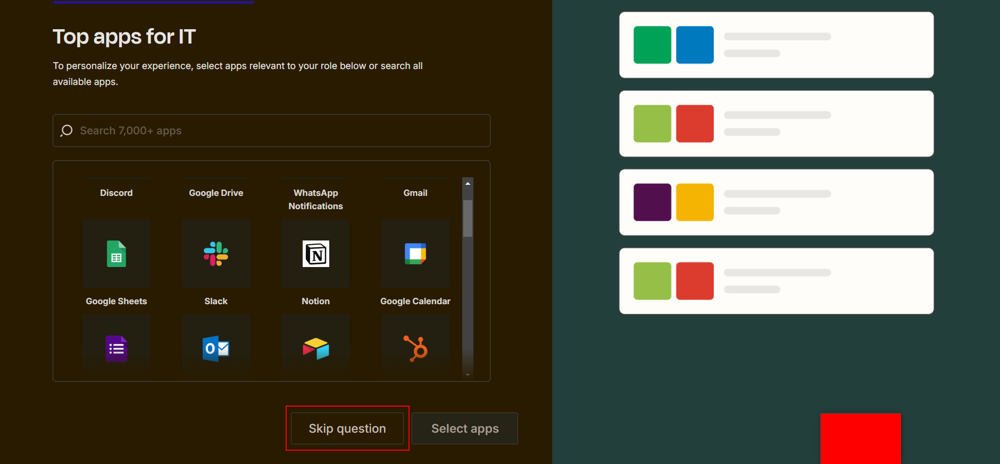 Top apps for IT
To personalize your experience, select apps relevant to your role below or search all
available apps.
Search 7,000+ apps
Discord
Google Drive
WhatsApp
Notifications
Gmail
N
Google Sheets
Slack
Notion
Google Calendar
O
Skip question
Select apps